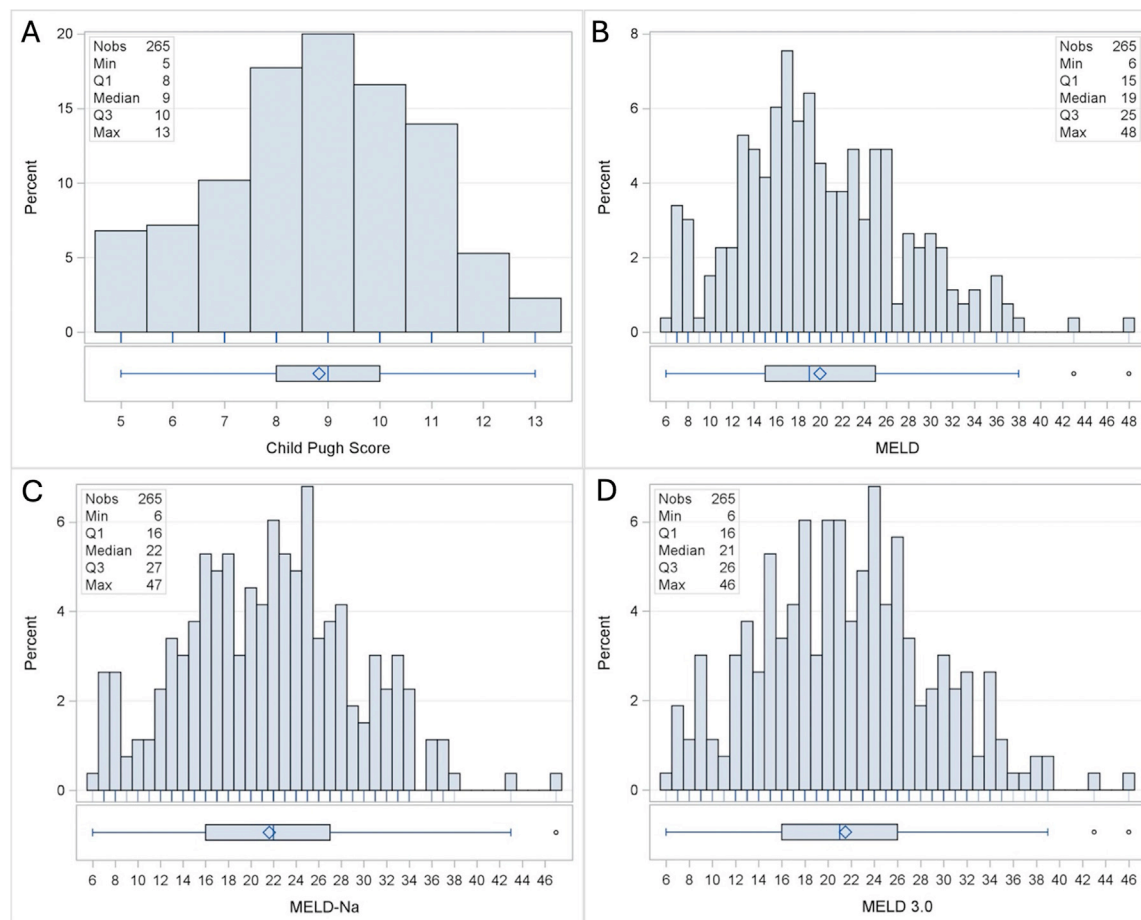 A
Nobs 265
Min 5
Q1 8
Median 9
Q3 10
Max 13
20
15
10
5
0
Percent
5 6 7 8 9 10 11 12 13
Child Pugh Score
B
Nobs 265
Min 6
Q1 15
Median 19
Q3 25
Max 48
8
6
4
2
0
Percent
6 8 10 12 14 16 18 20 22 24 26 28 30 32 34 36 38 40 42 44 46 48
MELD
C
Nobs 265
Min 6
Q1 16
Median 22
Q3 27
Max 47
6
4
2
0
Percent
6 8 10 12 14 16 18 20 22 24 26 28 30 32 34 36 38 40 42 44 46
MELD-Na
D
Nobs 265
Min 6
Q1 16
Median 21
Q3 26
Max 46
6
4
2
0
Percent
6 8 10 12 14 16 18 20 22 24 26 28 30 32 34 36 38 40 42 44 46
MELD 3.0